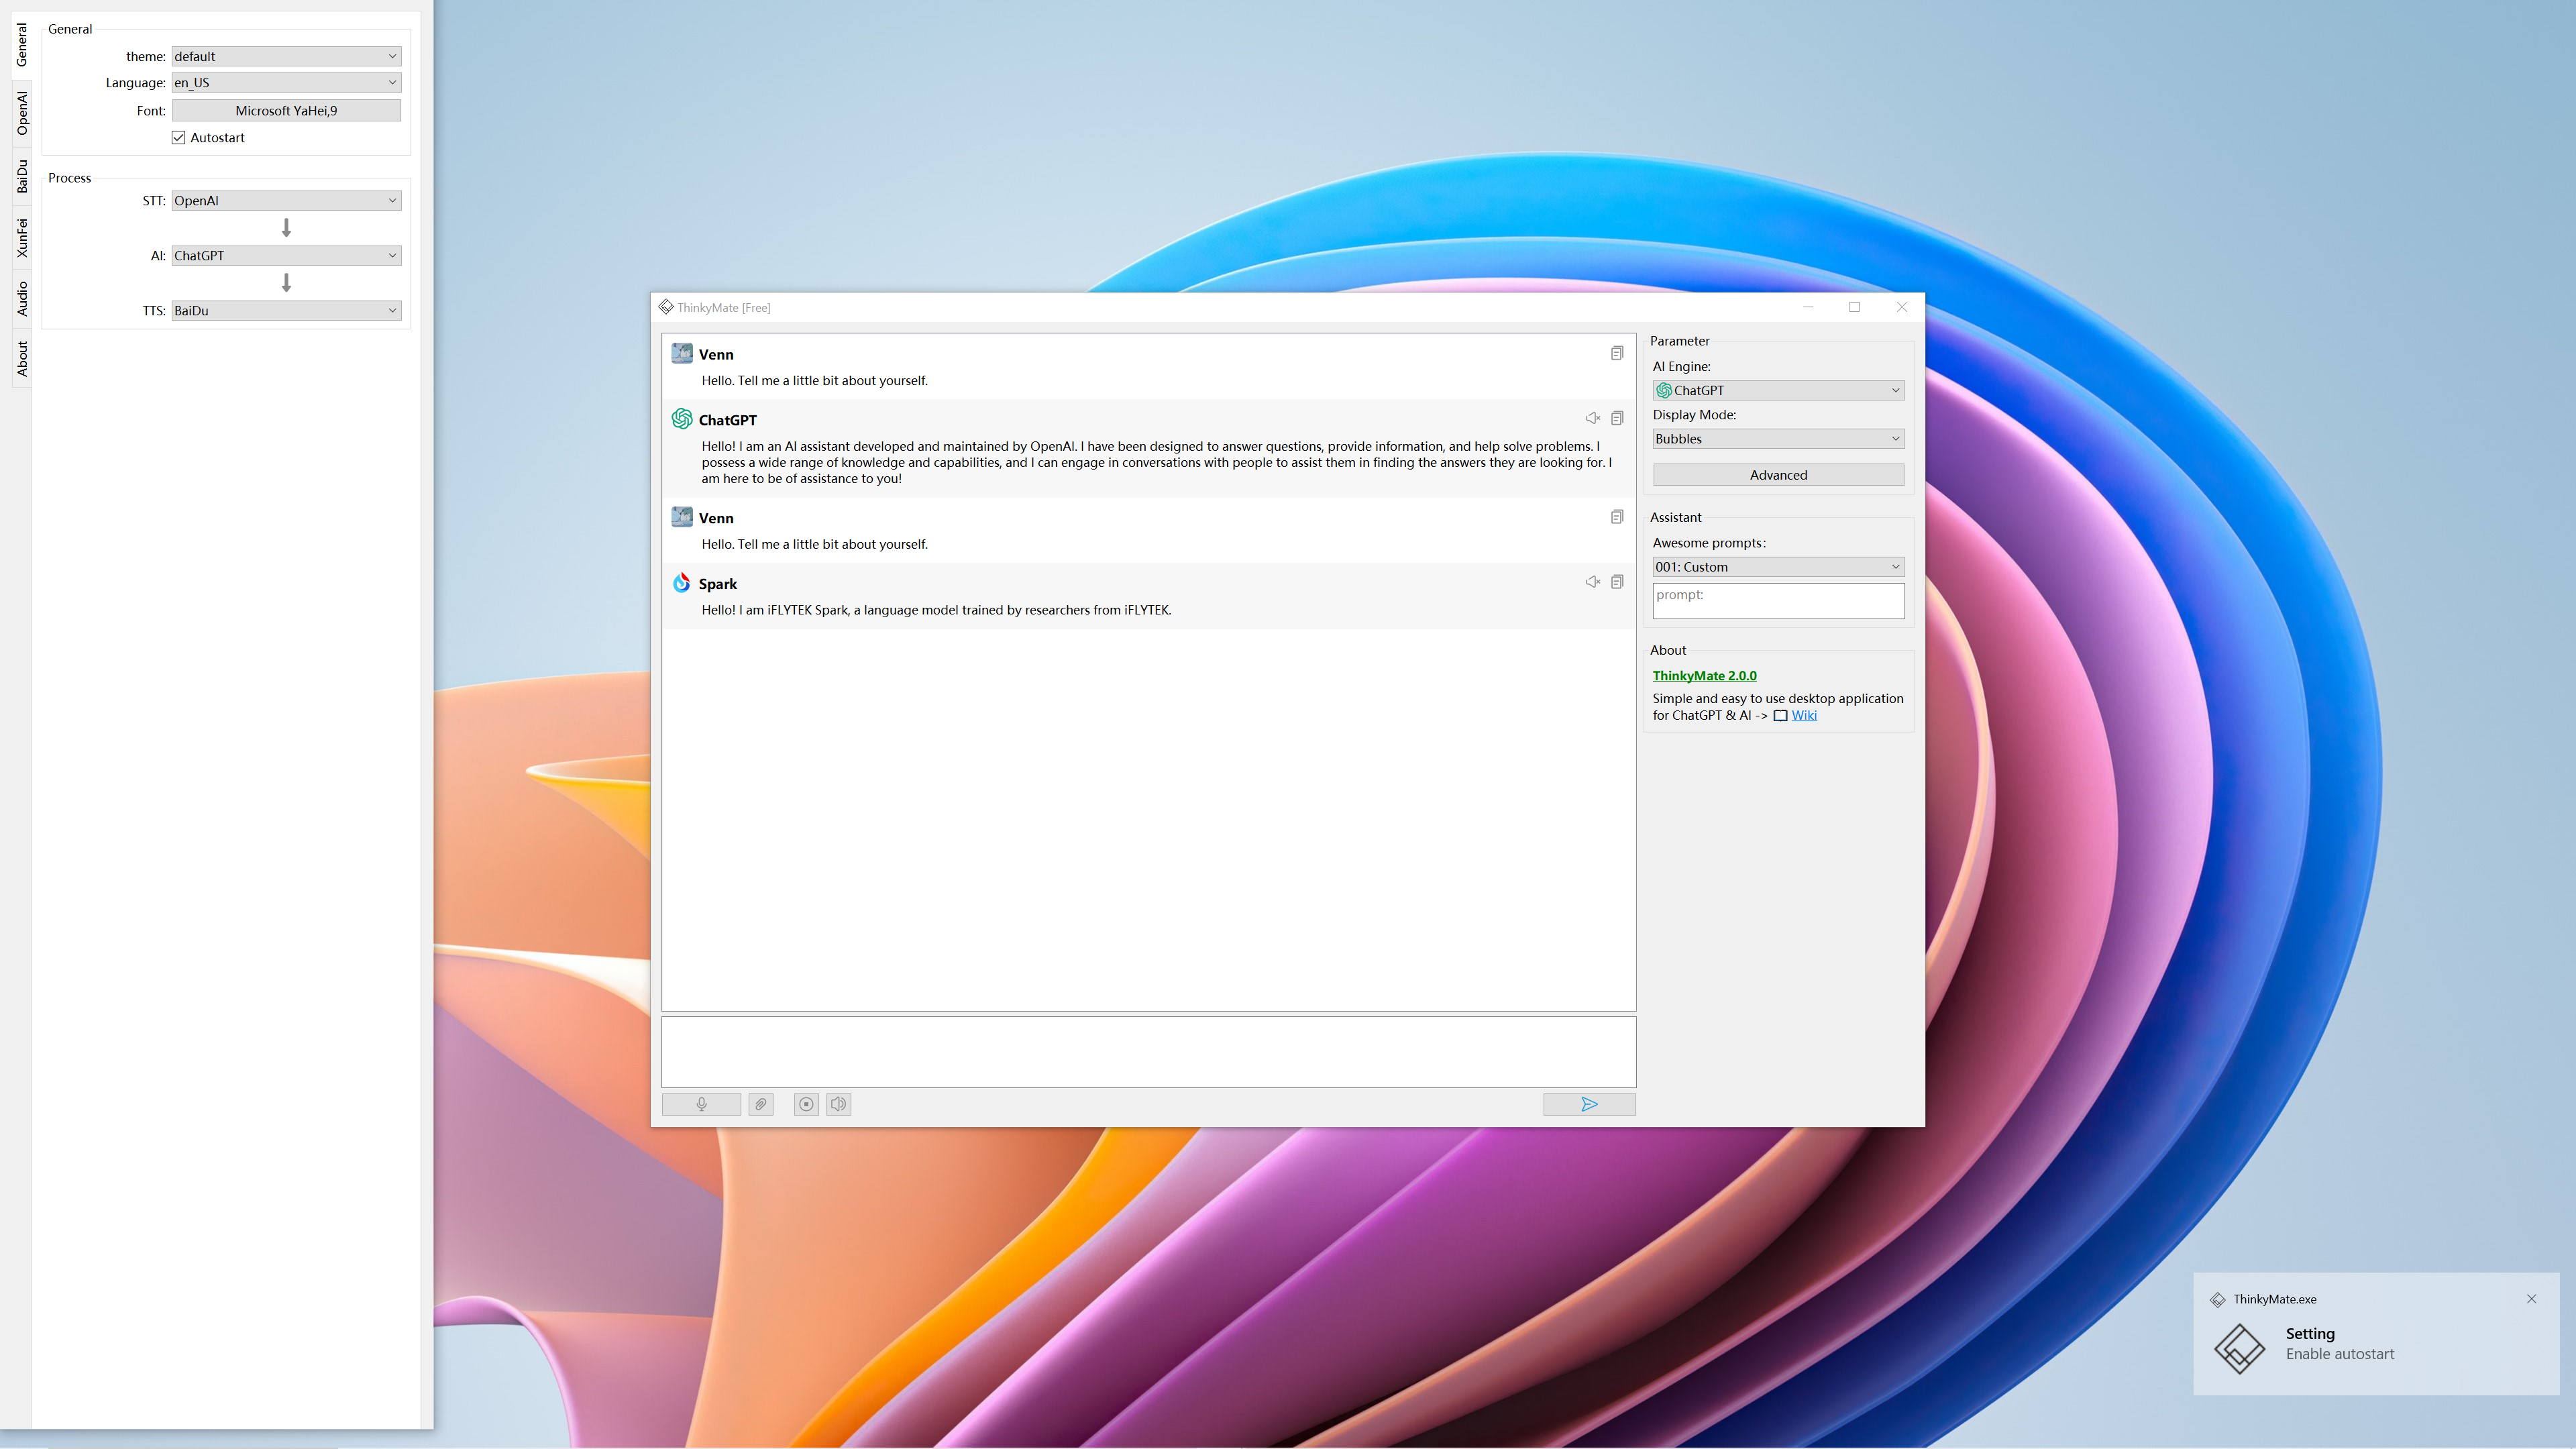 General
OpenAI
BaiDu
XunFei
Audio
About
General
theme: default
Language: en_US
Font: Microsoft YaHei,9
Autostart
Process
STT: OpenAI
AI: ChatGPT
TTS: BaiDu
ThinkyMate [Free]
Venn
Hello. Tell me a little bit about yourself.
ChatGPT
Hello! I am an AI assistant developed and maintained by OpenAI. I have been designed to answer questions, provide information, and help solve problems. I
possess a wide range of knowledge and capabilities, and I can engage in conversations with people to assist them in finding the answers they are looking for. I
am here to be of assistance to you!
Venn
Hello. Tell me a little bit about yourself.
Spark
Hello! I am iFLYTEK Spark, a language model trained by researchers from iFLYTEK.
Parameter
AI Engine:
ChatGPT
Display Mode:
Bubbles
Advanced
Assistant
Awesome prompts:
001: Custom
prompt:
About
ThinkyMate 2.0.0
Simple and easy to use desktop application
for ChatGPT & AI -> Wiki
ThinkyMate.exe
Setting
Enable autostart